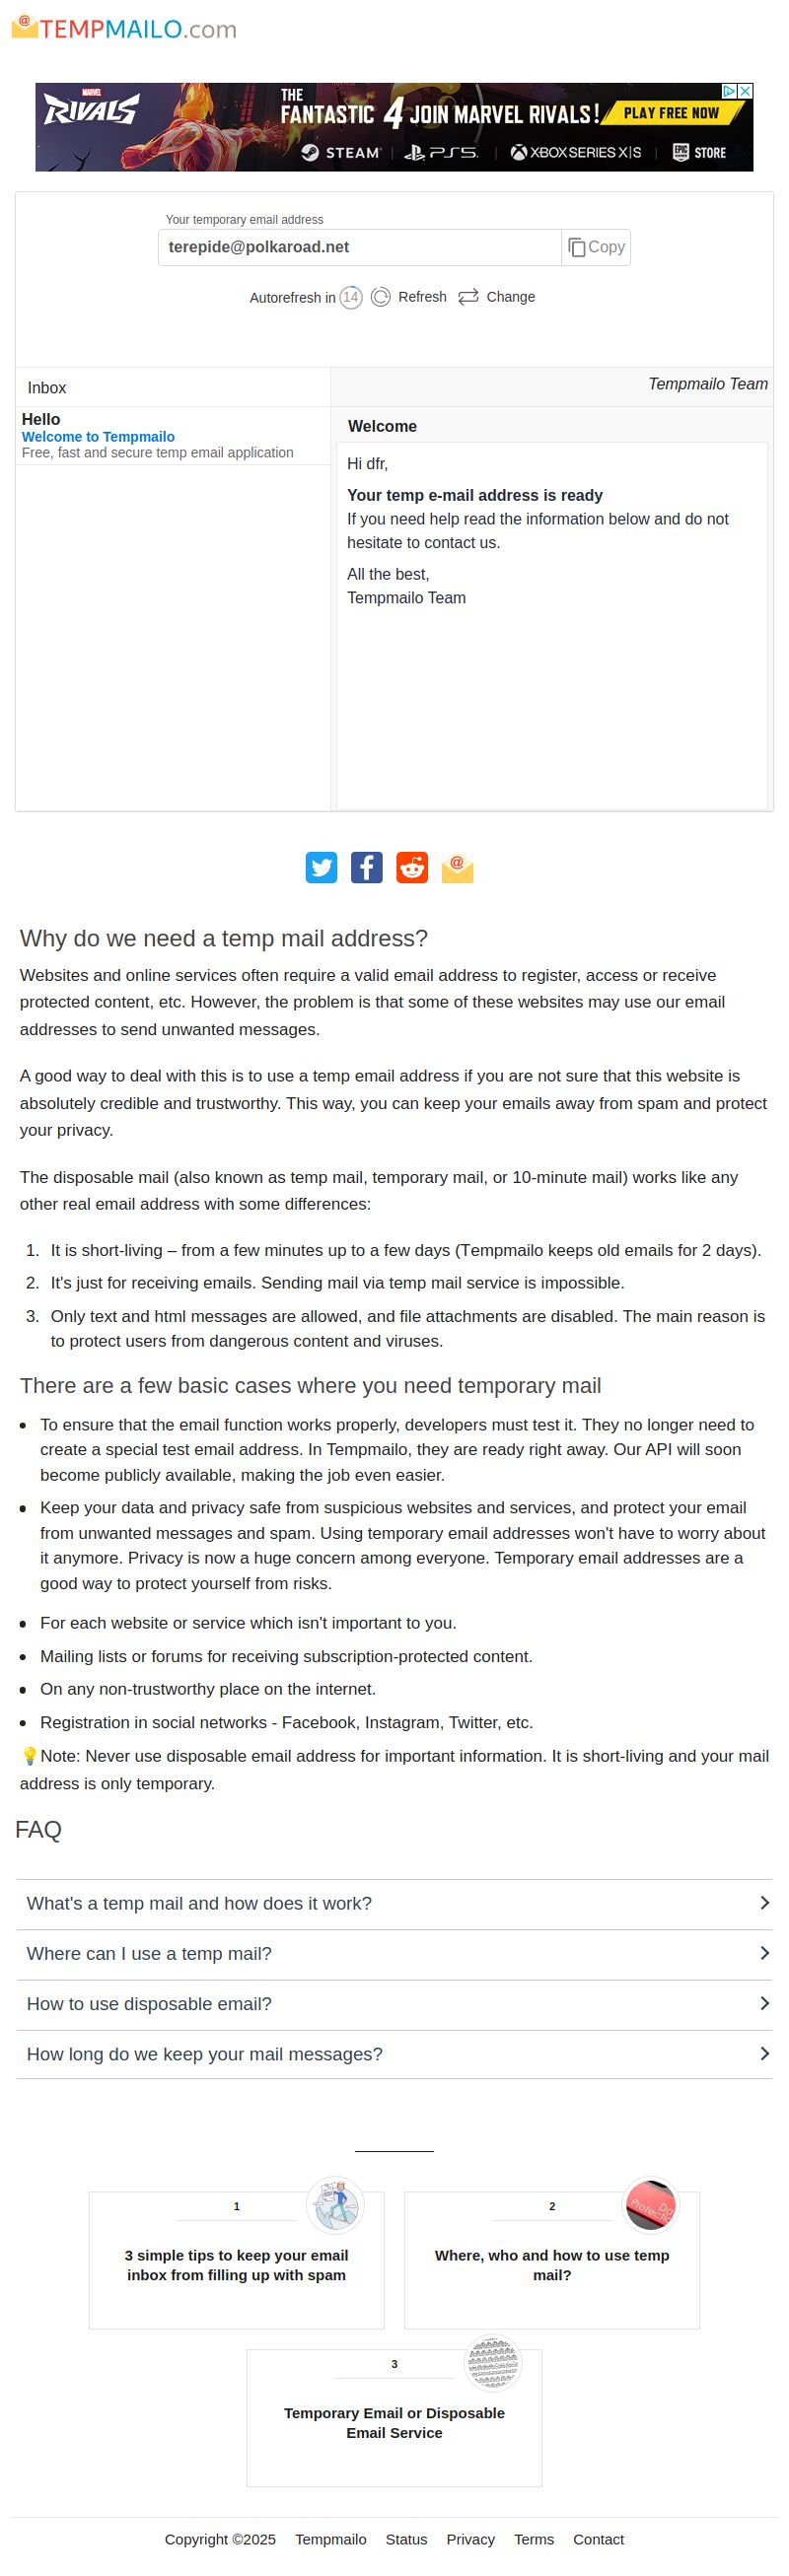 TEMPMAILO.com
MARVEL
RIVALS
THE
FANTASTIC 4 JOIN MARVEL RIVALS!
PLAY FREE NOW
STEAM | PS5 | XBOX SERIES X|S | EPIC GAMES STORE
Your temporary email address
terepide@polkaroad.net
Copy
Autorefresh in 14 Refresh Change
Inbox
Tempmailo Team
Hello
Welcome to Tempmailo
Free, fast and secure temp email application
Welcome
Hi dfr,
Your temp e-mail address is ready
If you need help read the information below and do not
hesitate to contact us.
All the best,
Tempmailo Team
Why do we need a temp mail address?
Websites and online services often require a valid email address to register, access or receive
protected content, etc. However, the problem is that some of these websites may use our email
addresses to send unwanted messages.
A good way to deal with this is to use a temp email address if you are not sure that this website is
absolutely credible and trustworthy. This way, you can keep your emails away from spam and protect
your privacy.
The disposable mail (also known as temp mail, temporary mail, or 10-minute mail) works like any
other real email address with some differences:
1. It is short-living – from a few minutes up to a few days (Tempmailo keeps old emails for 2 days).
2. It's just for receiving emails. Sending mail via temp mail service is impossible.
3. Only text and html messages are allowed, and file attachments are disabled. The main reason is
to protect users from dangerous content and viruses.
There are a few basic cases where you need temporary mail
• To ensure that the email function works properly, developers must test it. They no longer need to
create a special test email address. In Tempmailo, they are ready right away. Our API will soon
become publicly available, making the job even easier.
• Keep your data and privacy safe from suspicious websites and services, and protect your email
from unwanted messages and spam. Using temporary email addresses won't have to worry about
it anymore. Privacy is now a huge concern among everyone. Temporary email addresses are a
good way to protect yourself from risks.
• For each website or service which isn't important to you.
• Mailing lists or forums for receiving subscription-protected content.
• On any non-trustworthy place on the internet.
• Registration in social networks - Facebook, Instagram, Twitter, etc.
💡Note: Never use disposable email address for important information. It is short-living and your mail
address is only temporary.
FAQ
What's a temp mail and how does it work?
Where can I use a temp mail?
How to use disposable email?
How long do we keep your mail messages?
1
3 simple tips to keep your email
inbox from filling up with spam
2
Where, who and how to use temp
mail?
3
Temporary Email or Disposable
Email Service
Copyright ©2025 Tempmailo Status Privacy Terms Contact